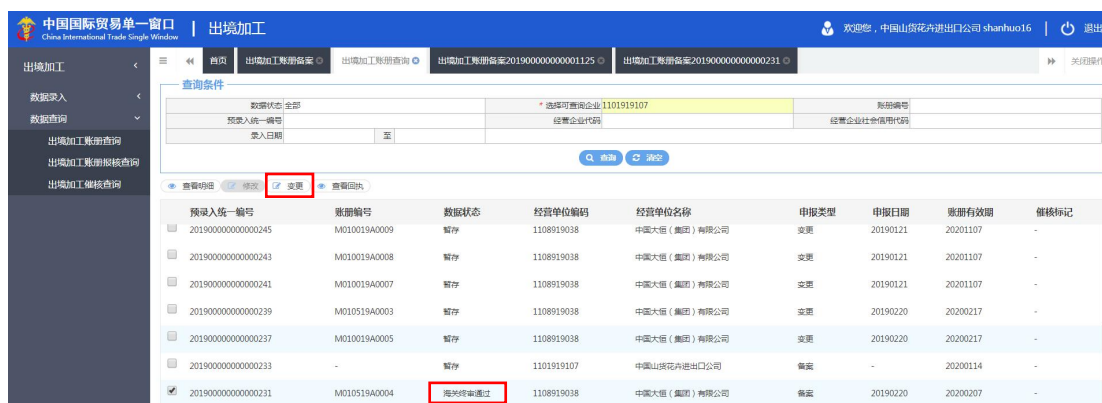 中国国际贸易单一窗口 | 出境加工 欢迎您，中国山货花卉进出口公司 shanhuo16 | 退出
China International Trade Single Window
出境加工 首页 出境加工账册备案 出境加工账册查询 出境加工账册备案201900000000001125 出境加工账册备案201900000000000231 关闭操作
查询条件
数据录入
数据查询
出境加工账册查询
出境加工账册报核查询
出境加工催核查询
数据状态 全部 * 选择可查询企业 1101919107 账册编号
预录入统一编号 经营企业代码 经营企业社会信用代码
录入日期 至
查询 清空
查看明细 修改 变更 查看回执
预录入统一编号 账册编号 数据状态 经营单位编码 经营单位名称 申报类型 申报日期 账册有效期 催核标记
201900000000000245 M010019A0009 暂存 1108919038 中国大恒（集团）有限公司 变更 20190121 20201107 -
201900000000000243 M010019A0008 暂存 1108919038 中国大恒（集团）有限公司 变更 20190121 20201107 -
201900000000000241 M010019A0007 暂存 1108919038 中国大恒（集团）有限公司 变更 20190121 20201107 -
201900000000000239 M010519A0003 暂存 1108919038 中国大恒（集团）有限公司 变更 20190220 20200217 -
201900000000000237 M010019A0005 暂存 1108919038 中国大恒（集团）有限公司 变更 20190220 20200217 -
201900000000000233 - 暂存 1101919107 中国山货花卉进出口公司 备案 - 20200114 -
201900000000000231 M010519A0004 海关终审通过 1108919038 中国大恒（集团）有限公司 备案 20190220 20200207 -